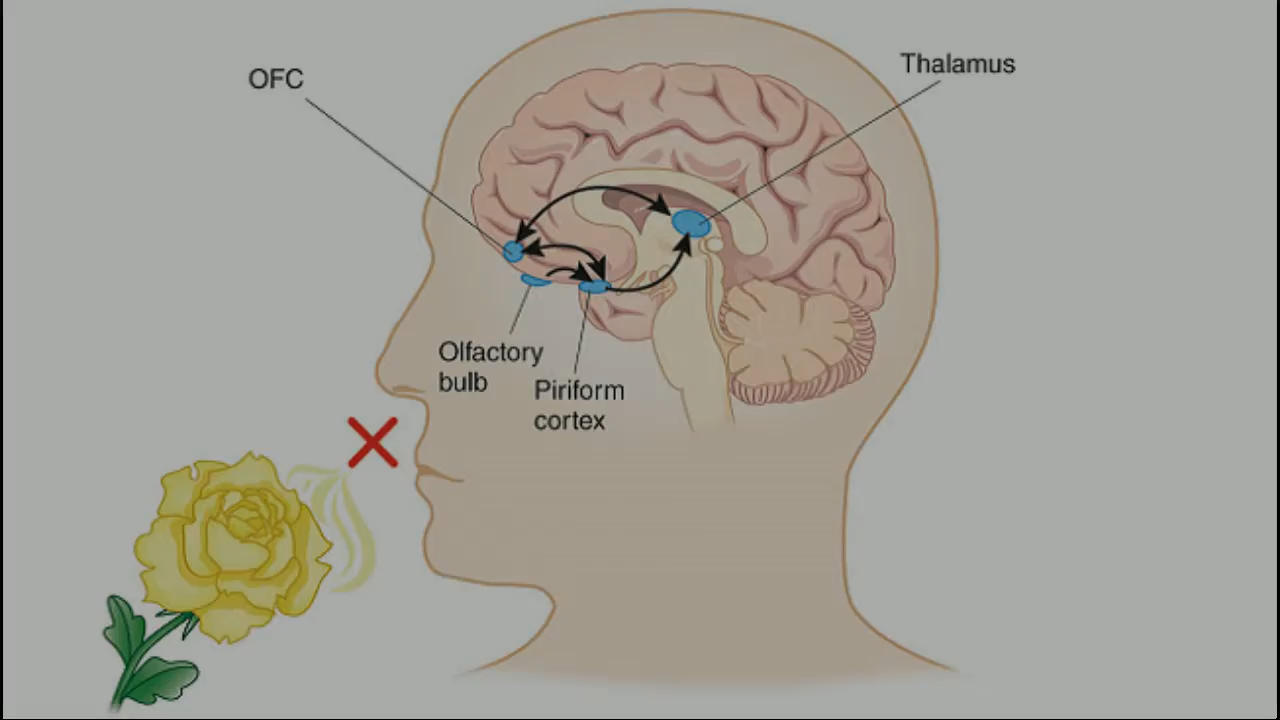 OFC
Thalamus
Olfactory
bulb
Piriform
cortex